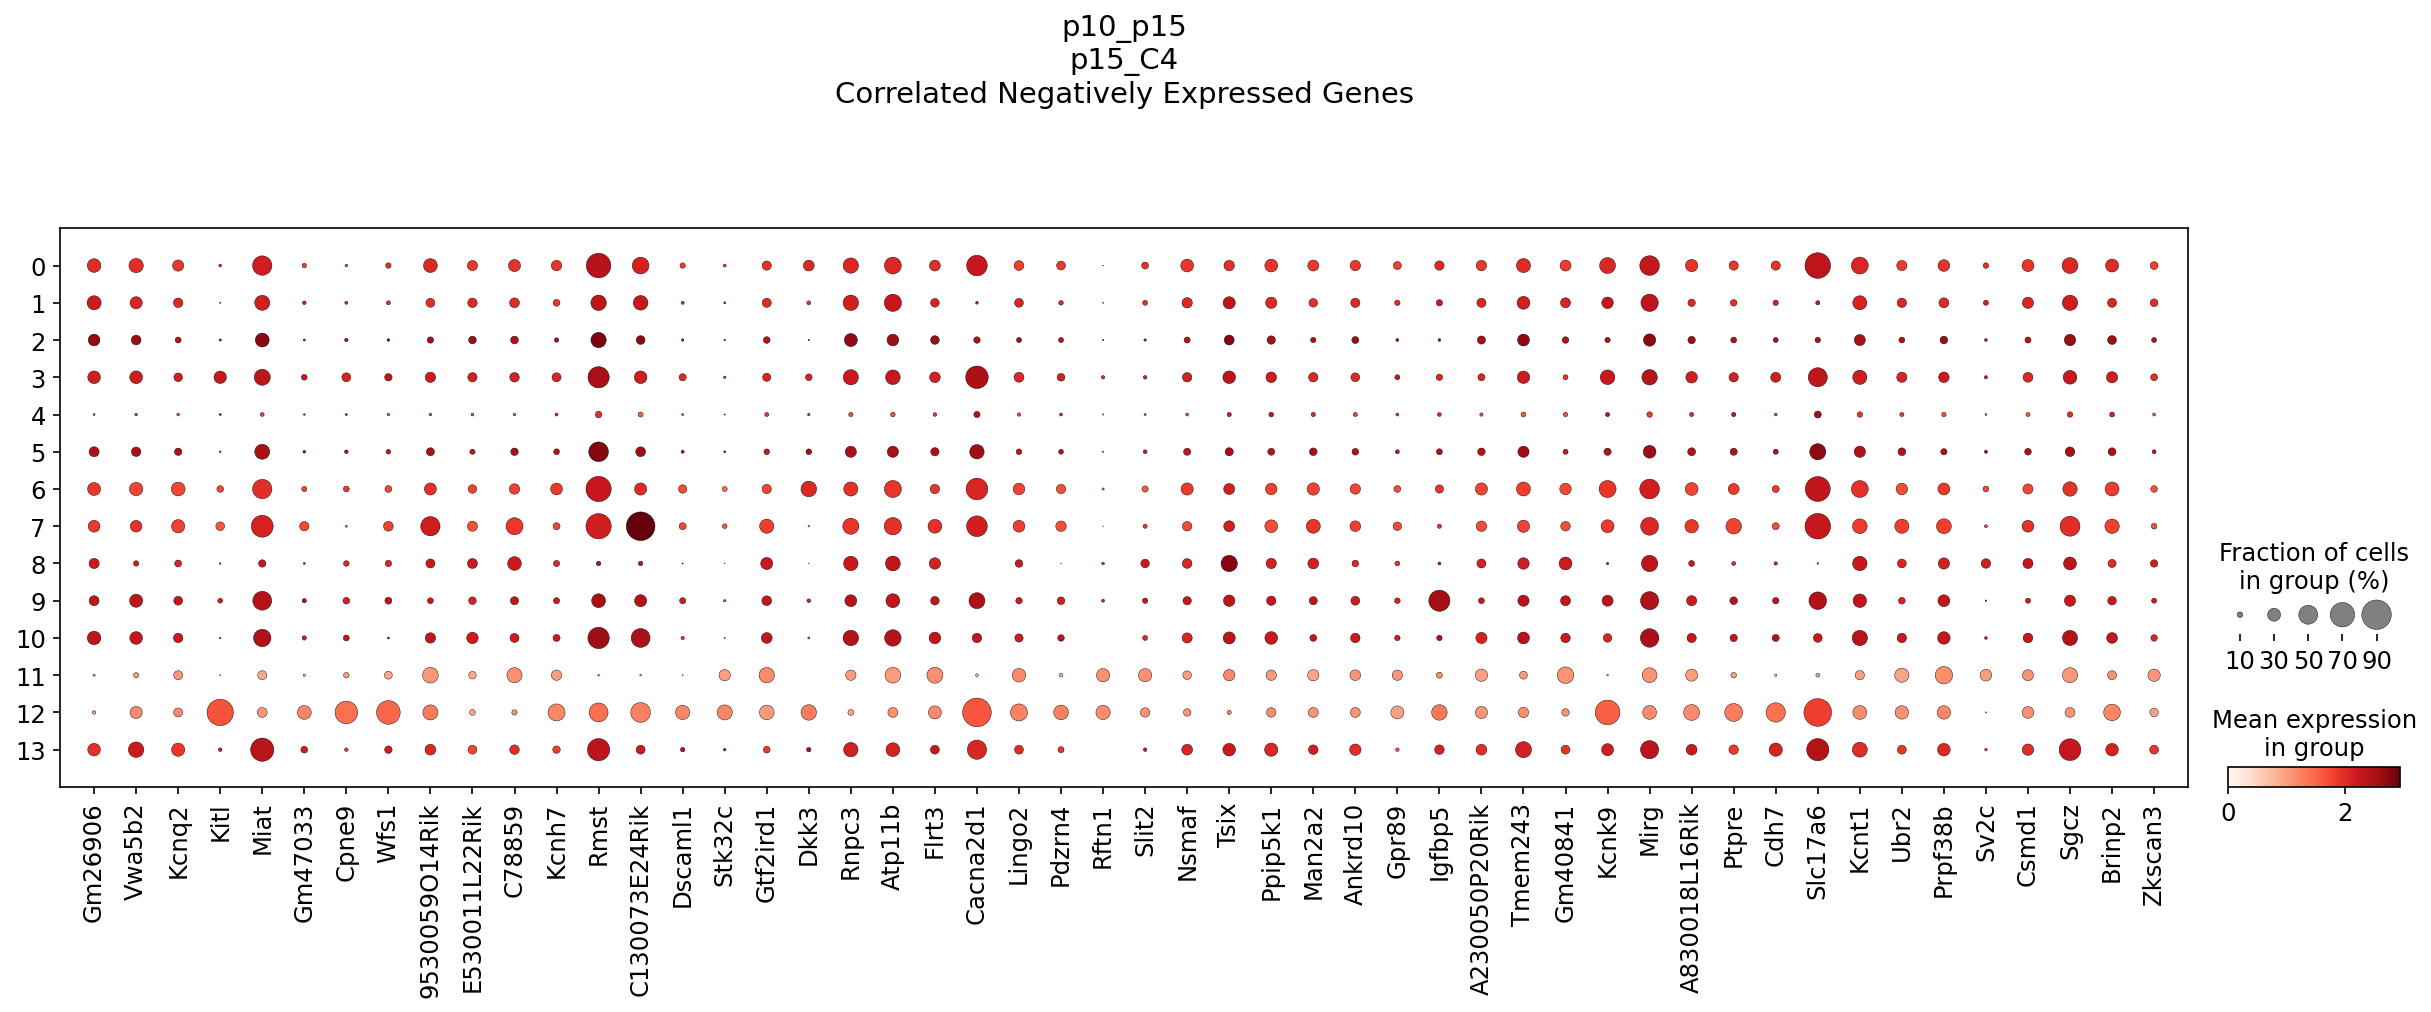 p10_p15
p15_C4
Correlated Negatively Expressed Genes
0
1
2
3
4
5
6
7
8
9
10
11
12
13
Gm26906
Vwa5b2
Kcnq2
Kitl
Miat
Gm47033
Cpne9
Wfs1
9530059O14Rik
E530011L22Rik
C78859
Kcnh7
Rmst
C130073E24Rik
Dscaml1
Stk32c
Gtf2ird1
Dkk3
Rnpc3
Atp11b
Flrt3
Cacna2d1
Lingo2
Pdzrn4
Rftn1
Slit2
Nsmaf
Tsix
Ppip5k1
Man2a2
Ankrd10
Gpr89
Igfbp5
A230050P20Rik
Tmem243
Gm40841
Kcnk9
Mirg
A830018L16Rik
Ptpre
Cdh7
Slc17a6
Kcnt1
Ubr2
Prpf38b
Sv2c
Csmd1
Sgcz
Brinp2
Zkscan3
Fraction of cells
in group (%)
10 30 50 70 90
Mean expression
in group
0 2